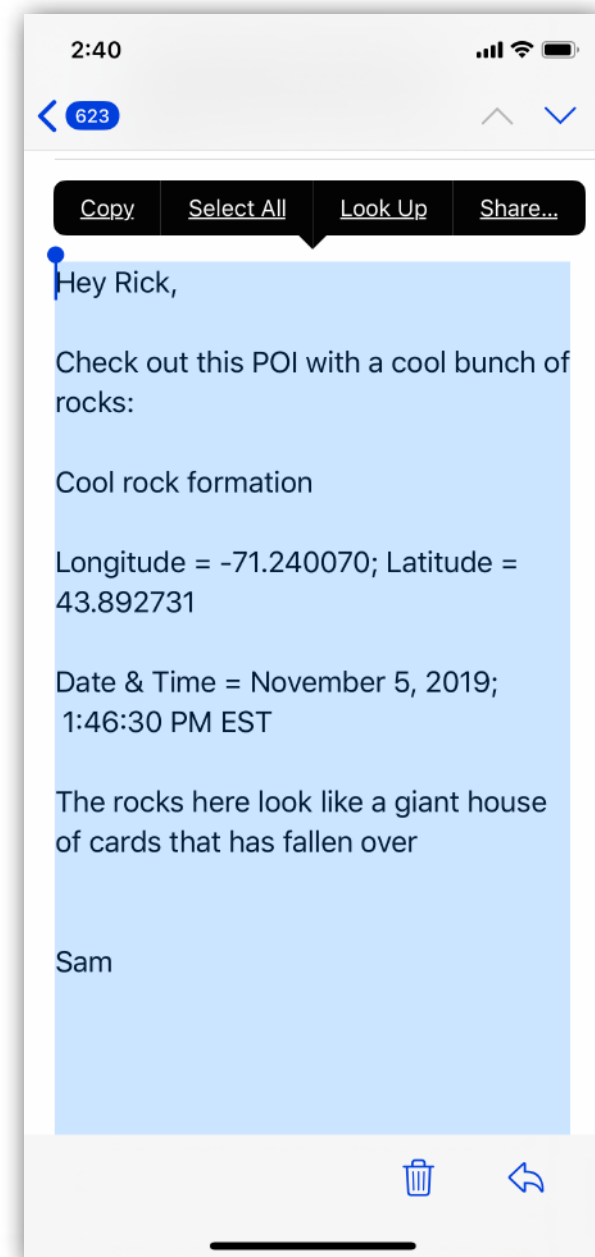 2:40
623
Copy Select All Look Up Share...
Hey Rick,
Check out this POI with a cool bunch of
rocks:
Cool rock formation
Longitude = -71.240070; Latitude =
43.892731
Date & Time = November 5, 2019;
1:46:30 PM EST
The rocks here look like a giant house
of cards that has fallen over
Sam